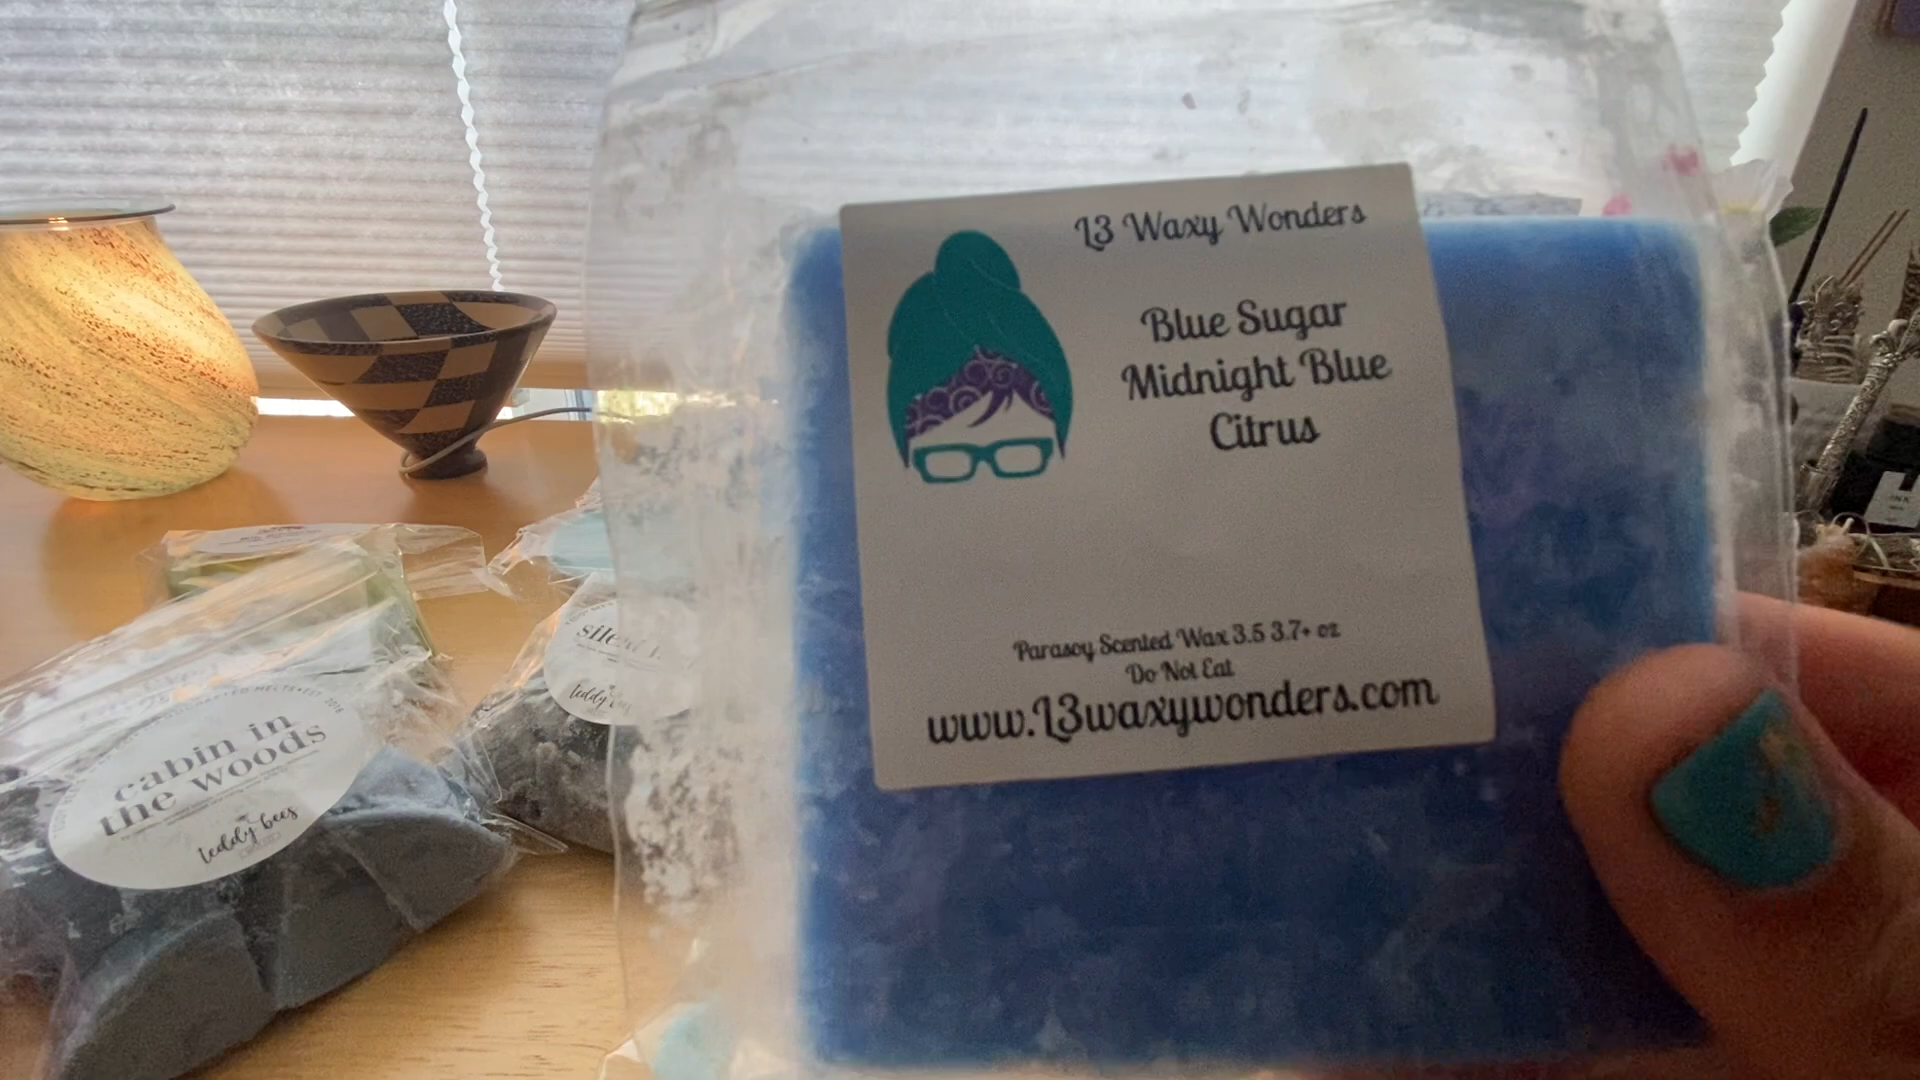 L3 Waxy Wonders
Blue Sugar
Midnight Blue
Citrus
Parasoy Scented Wax 3.5 3.7+ oz
Do Not Eat
www.L3waxywonders.com
cabin in
the woods
teddy bees
teddy